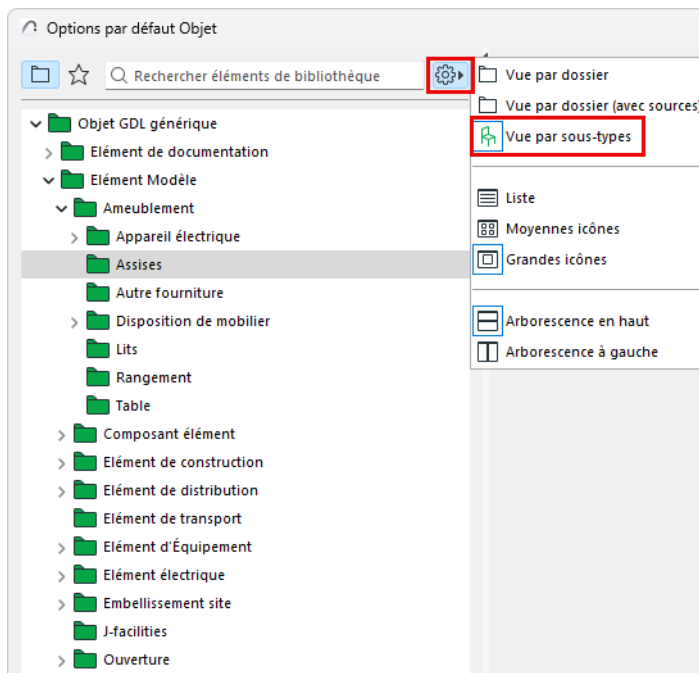 Options par défaut Objet
Rechercher éléments de bibliothèque
Vue par dossier
Vue par dossier (avec sources)
Vue par sous-types
Liste
Moyennes icônes
Grandes icônes
Arborescence en haut
Arborescence à gauche
Objet GDL générique
Elément de documentation
Elément Modèle
Ameublement
Appareil électrique
Assises
Autre fourniture
Disposition de mobilier
Lits
Rangement
Table
Composant élément
Elément de construction
Elément de distribution
Elément de transport
Elément d'Équipement
Elément électrique
Embellissement site
J-facilities
Ouverture